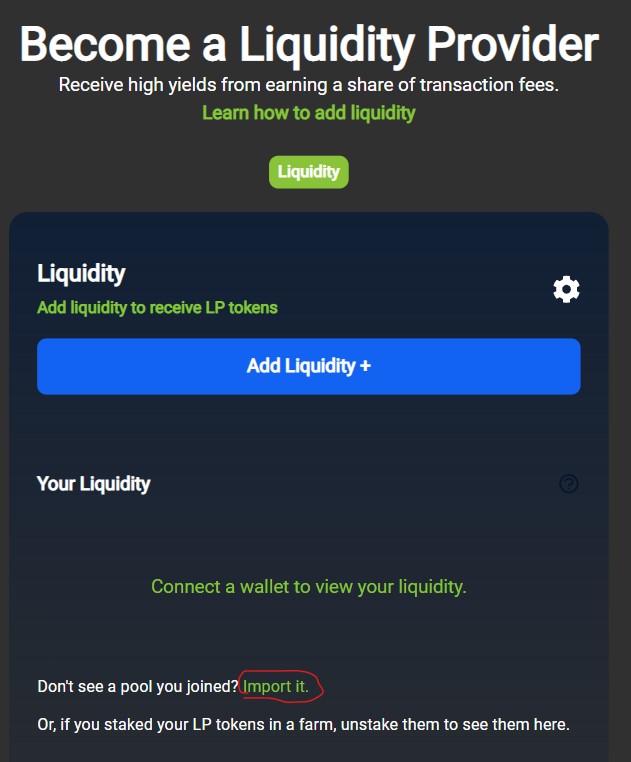 Become a Liquidity Provider
Receive high yields from earning a share of transaction fees.
Learn how to add liquidity
Liquidity
Liquidity
Add liquidity to receive LP tokens
Add Liquidity +
Your Liquidity
Connect a wallet to view your liquidity.
Don't see a pool you joined? Import it.
Or, if you staked your LP tokens in a farm, unstake them to see them here.